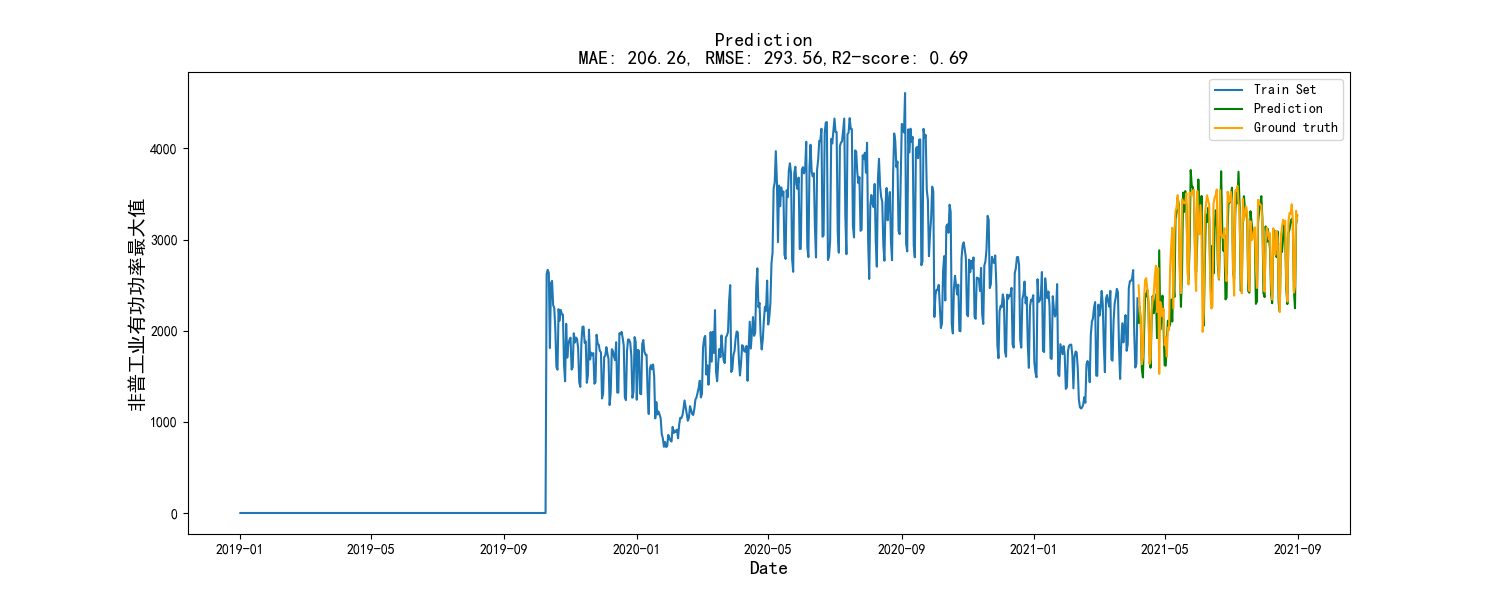 Prediction
MAE: 206.26, RMSE: 293.56,R2-score: 0.69
Train Set
Prediction
Ground truth
非普工业有功功率最大值
4000
3000
2000
1000
0
2019-01
2019-05
2019-09
2020-01
2020-05
2020-09
2021-01
2021-05
2021-09
Date